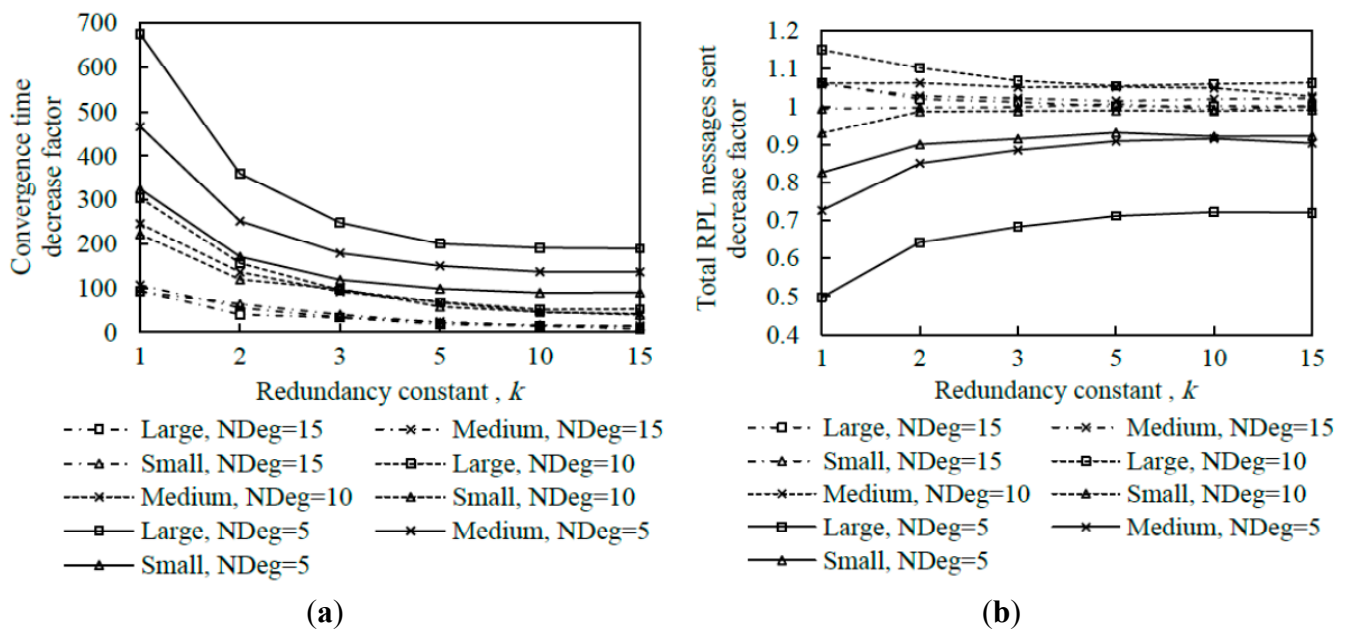 Convergence time
decrease factor
700
600
500
400
300
200
100
0
1 2 3 5 10 15
Redundancy constant , k
Large, NDeg=15 Medium, NDeg=15
Small, NDeg=15 Large, NDeg=10
Medium, NDeg=10 Small, NDeg=10
Large, NDeg=5 Medium, NDeg=5
Small, NDeg=5
(a)
Total RPL messages sent
decrease factor
1.2
1.1
1
0.9
0.8
0.7
0.6
0.5
0.4
1 2 3 5 10 15
Redundancy constant , k
Large, NDeg=15 Medium, NDeg=15
Small, NDeg=15 Large, NDeg=10
Medium, NDeg=10 Small, NDeg=10
Large, NDeg=5 Medium, NDeg=5
Small, NDeg=5
(b)